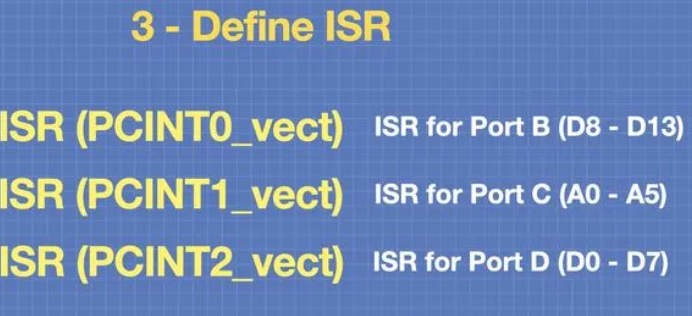 3 - Define ISR
ISR (PCINT0_vect) ISR for Port B (D8 - D13)
ISR (PCINT1_vect) ISR for Port C (A0 - A5)
ISR (PCINT2_vect) ISR for Port D (D0 - D7)